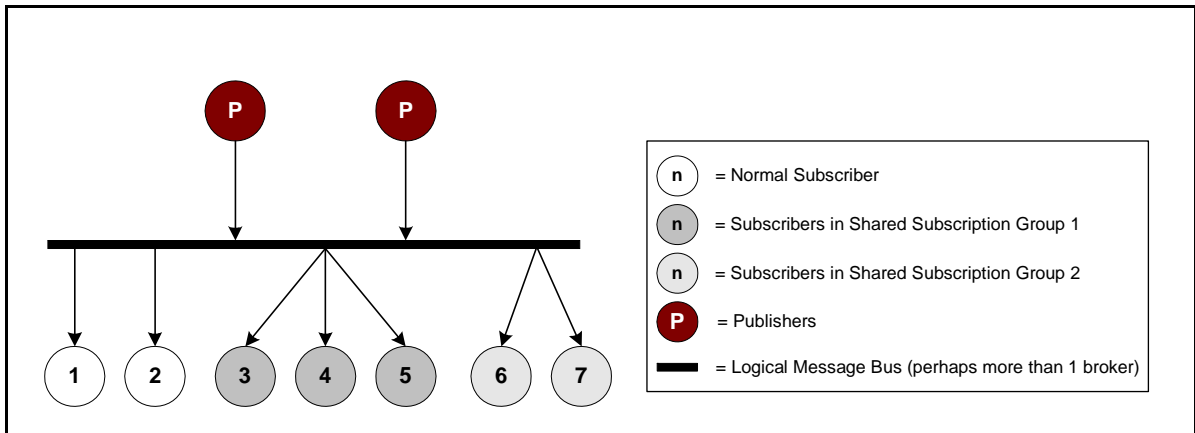 P P
n = Normal Subscriber
n = Subscribers in Shared Subscription Group 1
n = Subscribers in Shared Subscription Group 2
P = Publishers
= Logical Message Bus (perhaps more than 1 broker)
1 2 3 4 5 6 7